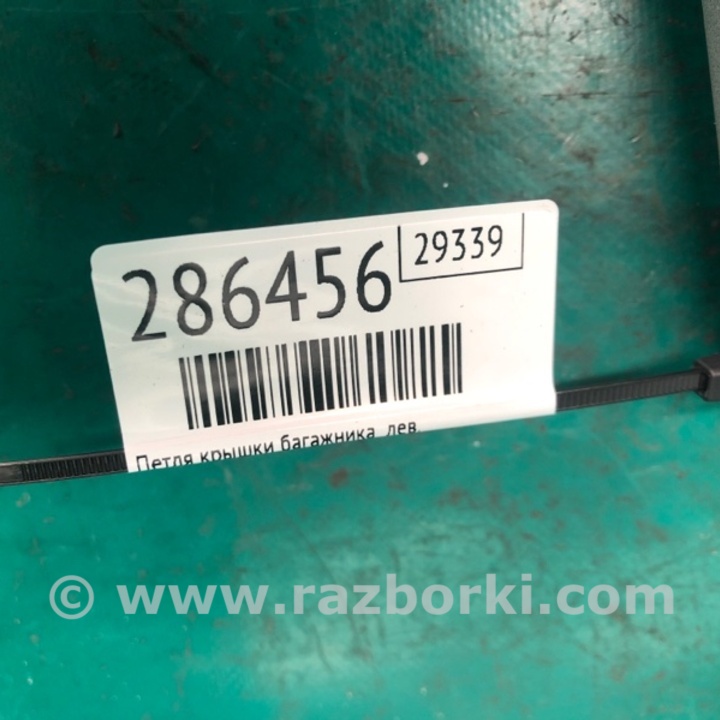 286456
29339
Петля крышки багажника лев.
© www.razborki.com